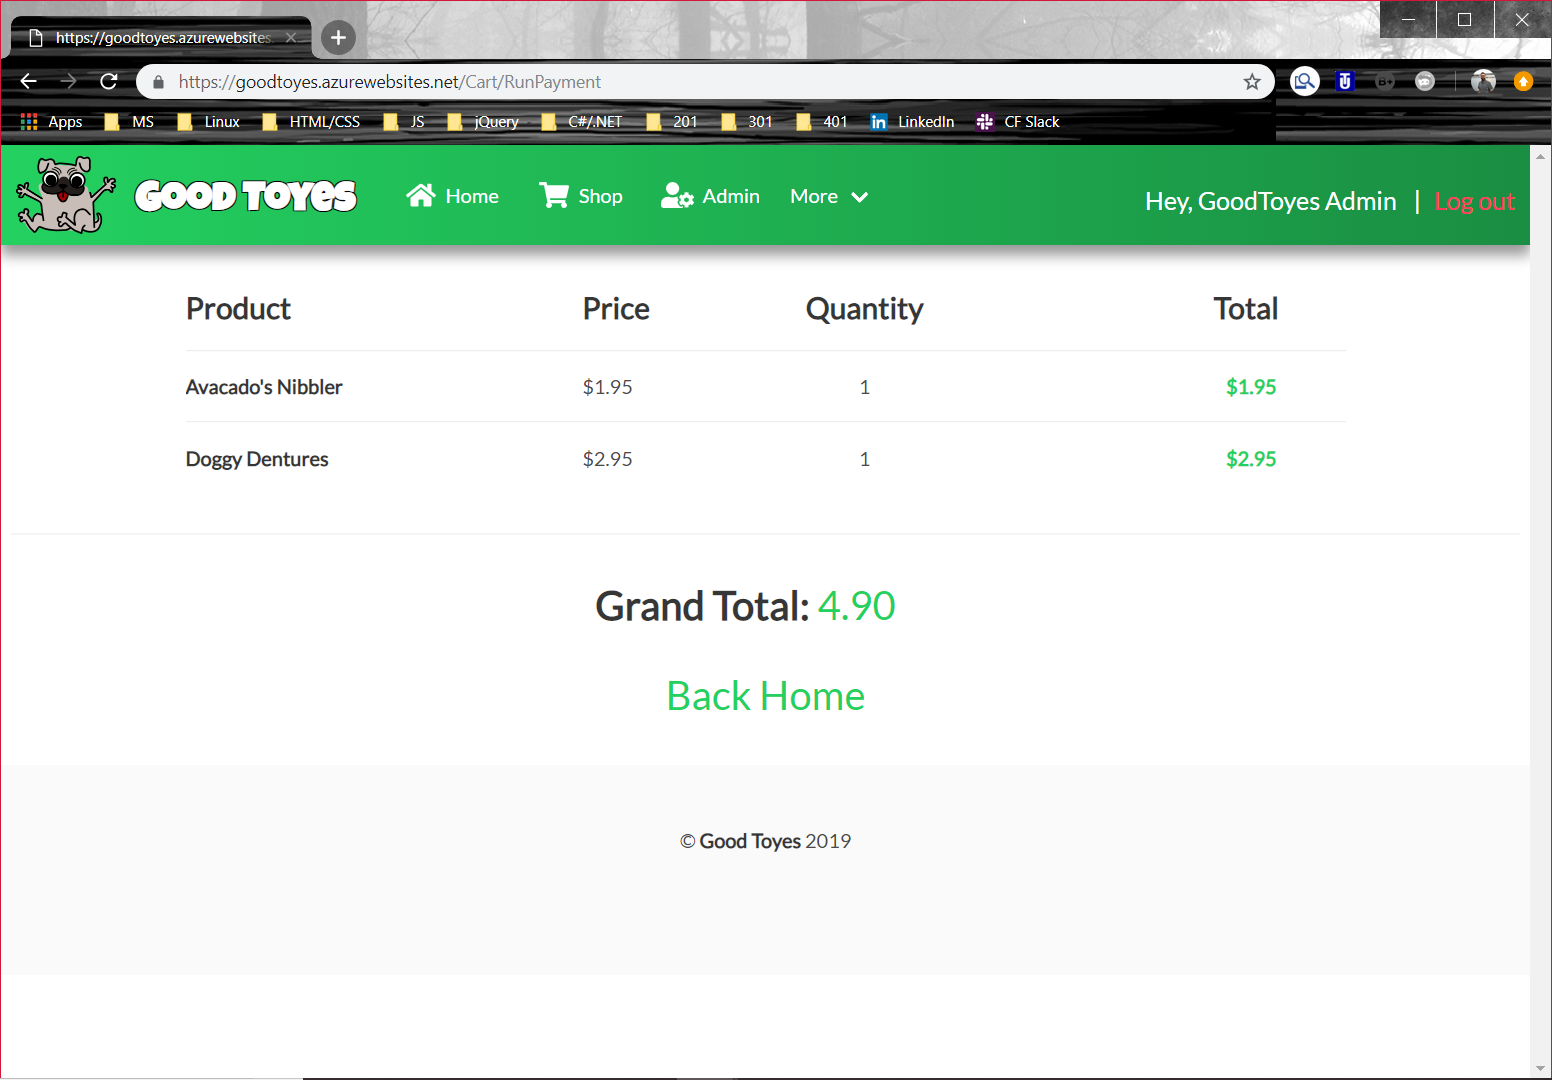 https://goodtoyes.azurewebsites
https://goodtoyes.azurewebsites.net/Cart/RunPayment
Apps MS Linux HTML/CSS JS jQuery C#/.NET 201 301 401 LinkedIn CF Slack
GOOD TOYES Home Shop Admin More Hey, GoodToyes Admin | Log out
Product Price Quantity Total
Avacado's Nibbler $1.95 1 $1.95
Doggy Dentures $2.95 1 $2.95
Grand Total: 4.90
Back Home
© Good Toyes 2019